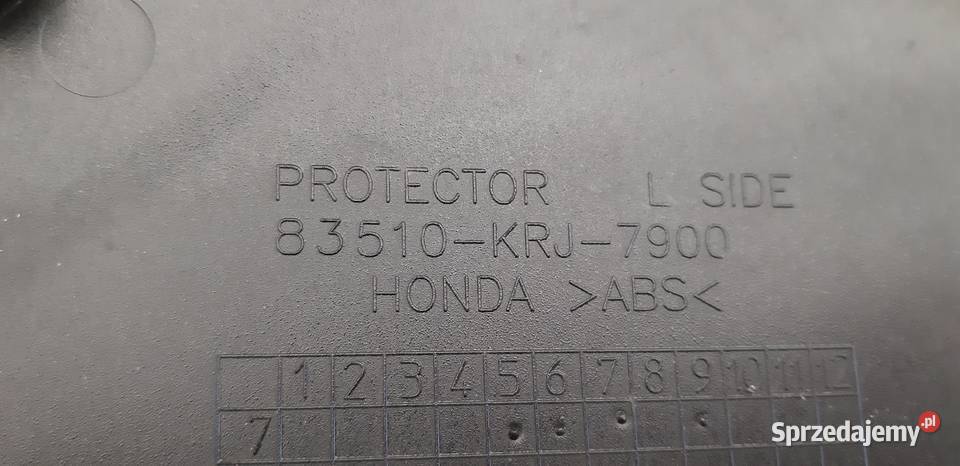 PROTECTOR L SIDE
83510-KRJ-7900
HONDA >ABS<
1 2 3 4 5 6 7 8 9 10 11 12
7
Sprzedajemy.pl